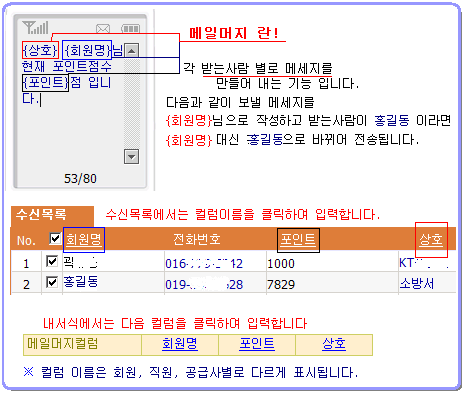 메일머지 란!
{상호} {회원명}님
현재 포인트점수
{포인트}점 입니
다.
53/80
각 받는사람 별로 메세지를
만들어 내는 기능 입니다.
다음과 같이 보낼 메세지를
{회원명}님으로 작성하고 받는사람이 홍길동 이라면
{회원명} 대신 홍길동으로 바뀌어 전송됩니다.
수신목록 수신목록에서는 컬럼이름을 클릭하여 입력합니다.
No. 회원명 전화번호 포인트 상호
1 016- 42 1000 KT
2 홍길동 019- 28 7829 소방서
내서식에서는 다음 컬럼을 클릭하여 입력합니다
메일머지컬럼 회원명 포인트 상호
※ 컬럼 이름은 회원, 직원, 공급사별로 다르게 표시됩니다.